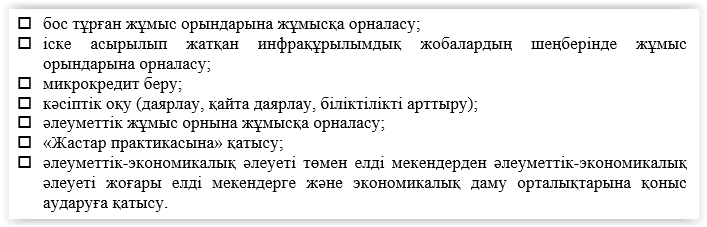 ☐ бос тұрған жұмыс орындарына жұмысқа орналасу;
☐ іске асырылып жатқан инфрақұрылымдық жобалардың шеңберінде жұмыс
орындарына орналасу;
☐ микрокредит беру;
☐ кәсіптік оқу (даярлау, қайта даярлау, біліктілікті арттыру);
☐ әлеуметтік жұмыс орнына жұмысқа орналасу;
☐ «Жастар практикасына» қатысу;
☐ әлеуметтік-экономикалық әлеуеті төмен елді мекендерден әлеуметтік-экономикалық
әлеуеті жоғары елді мекендерге және экономикалық даму орталықтарына қоныс
аударуға қатысу.